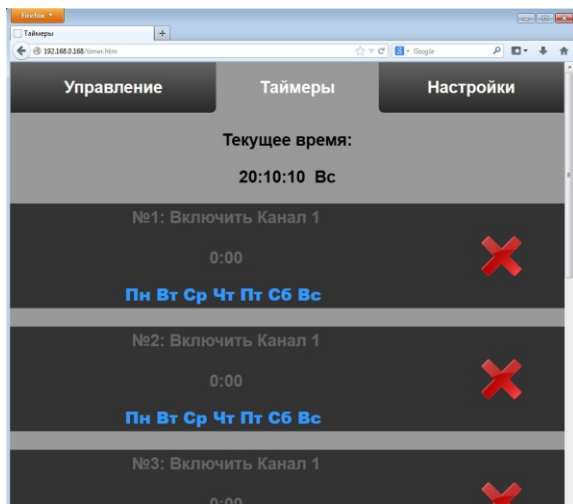 Firefox
Таймеры
192.168.0.168/timer.htm
Google
Управление
Таймеры
Настройки
Текущее время:
20:10:10 Вс
№1: Включить Канал 1
0:00
Пн Вт Ср Чт Пт Сб Вс
№2: Включить Канал 1
0:00
Пн Вт Ср Чт Пт Сб Вс
№3: Включить Канал 1
0:00